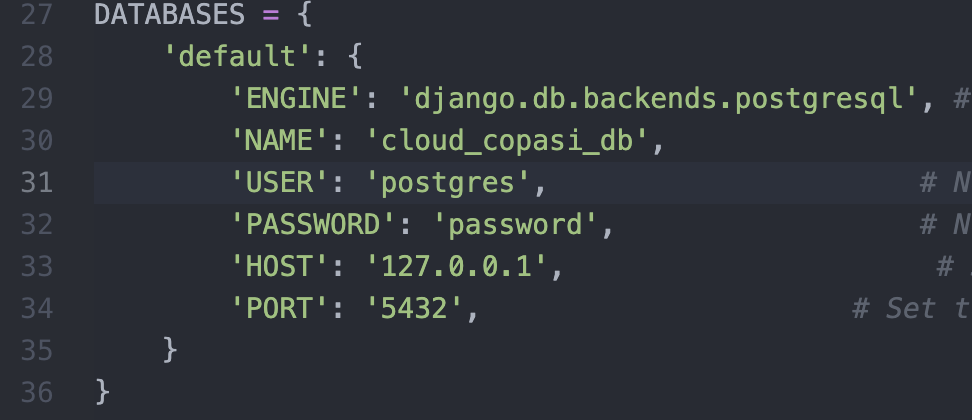 27 DATABASES = {
28 'default': {
29 'ENGINE': 'django.db.backends.postgresql', #
30 'NAME': 'cloud_copasi_db',
31 'USER': 'postgres', # N
32 'PASSWORD': 'password', # N
33 'HOST': '127.0.0.1', #
34 'PORT': '5432', # Set t
35 }
36 }